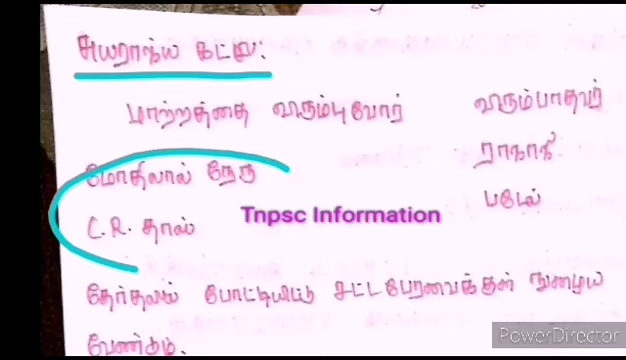 சுயராஜ்ய கட்சி:
மாற்றத்தை விரும்புவோர் விரும்பாதவர்
மோதிலால் நேரு ராஜாஜி
C.R. தாஸ் படேல்
Tnpsc Information
தேர்தலில் போட்டியிட்டு சட்டபேரவைக்குள் நுழைய
வேண்டும்.
PowerDirector